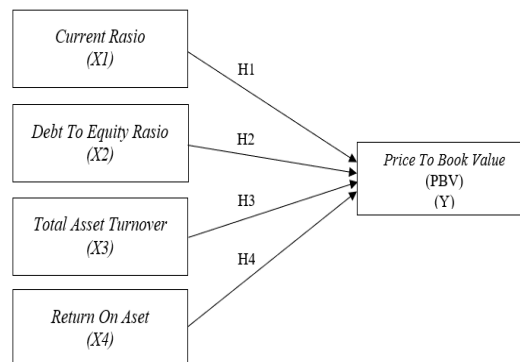 Current Rasio
(X1)
H1
Debt To Equity Rasio
(X2)
H2
Price To Book Value
(PBV)
(Y)
Total Asset Turnover
(X3)
H3
H4
Return On Aset
(X4)